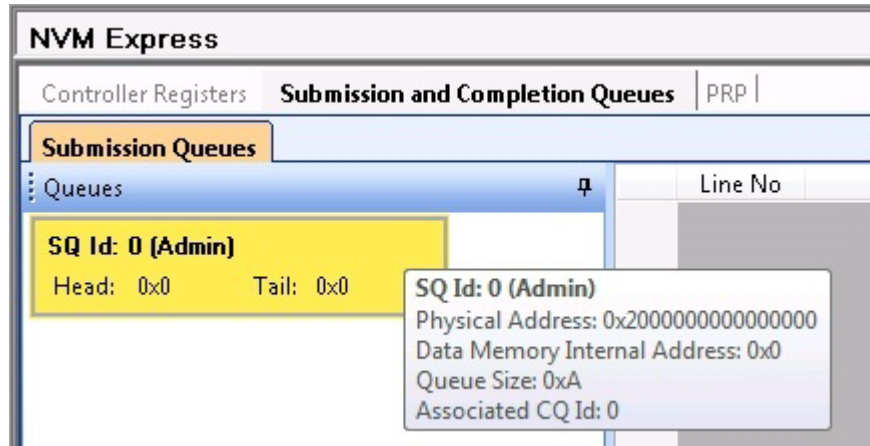 NVM Express
Controller Registers Submission and Completion Queues PRP
Submission Queues
Queues
Line No
SQ Id: 0 (Admin)
Head: 0x0 Tail: 0x0
SQ Id: 0 (Admin)
Physical Address: 0x2000000000000000
Data Memory Internal Address: 0x0
Queue Size: 0xA
Associated CQ Id: 0